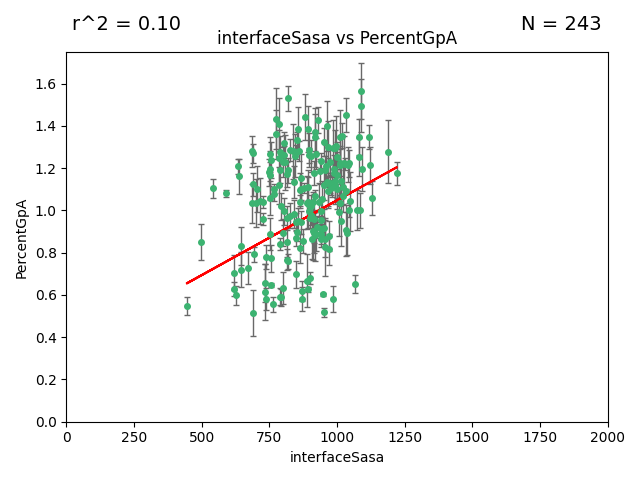 r^2 = 0.10
N = 243
interfaceSasa vs PercentGpA
PercentGpA
1.6
1.4
1.2
1.0
0.8
0.6
0.4
0.2
0.0
0 250 500 750 1000 1250 1500 1750 2000
interfaceSasa